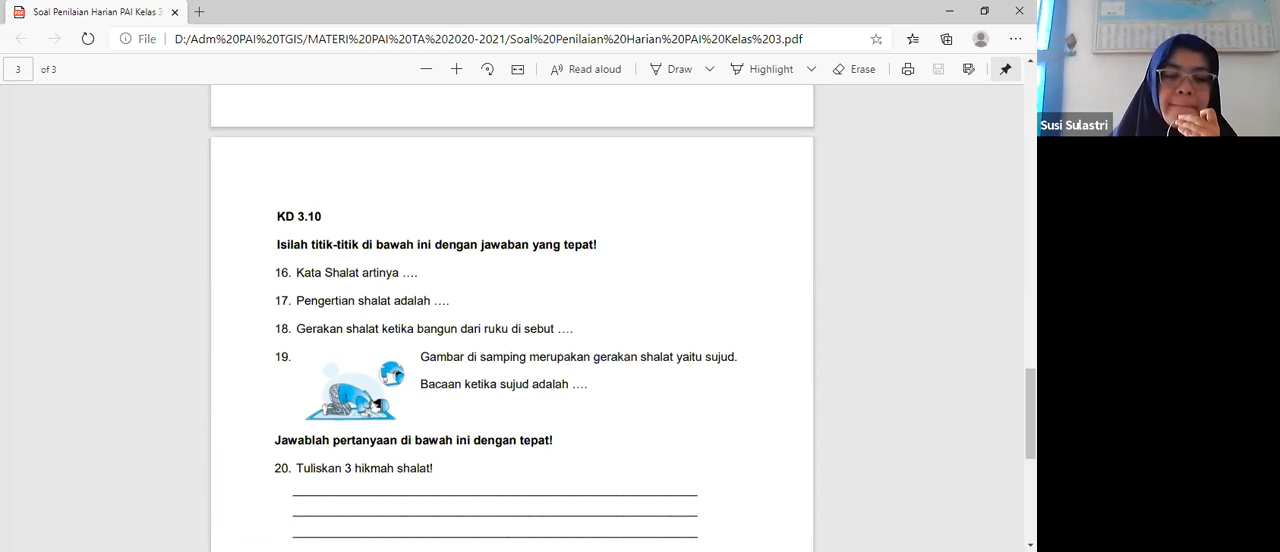 Soal Penilaian Harian PAI Kelas 3
File D:/Adm%20PAI%20TGIS/MATERI%20PAI%20TA%202020-2021/Soal%20Penilaian%20Harian%20PAI%20Kelas%203.pdf
3 of 3 Read aloud Draw Highlight Erase
Susi Sulastri
KD 3.10
Isilah titik-titik di bawah ini dengan jawaban yang tepat!
16. Kata Shalat artinya ….
17. Pengertian shalat adalah ….
18. Gerakan shalat ketika bangun dari ruku di sebut ….
19. Gambar di samping merupakan gerakan shalat yaitu sujud.
Bacaan ketika sujud adalah ….
Jawablah pertanyaan di bawah ini dengan tepat!
20. Tuliskan 3 hikmah shalat!